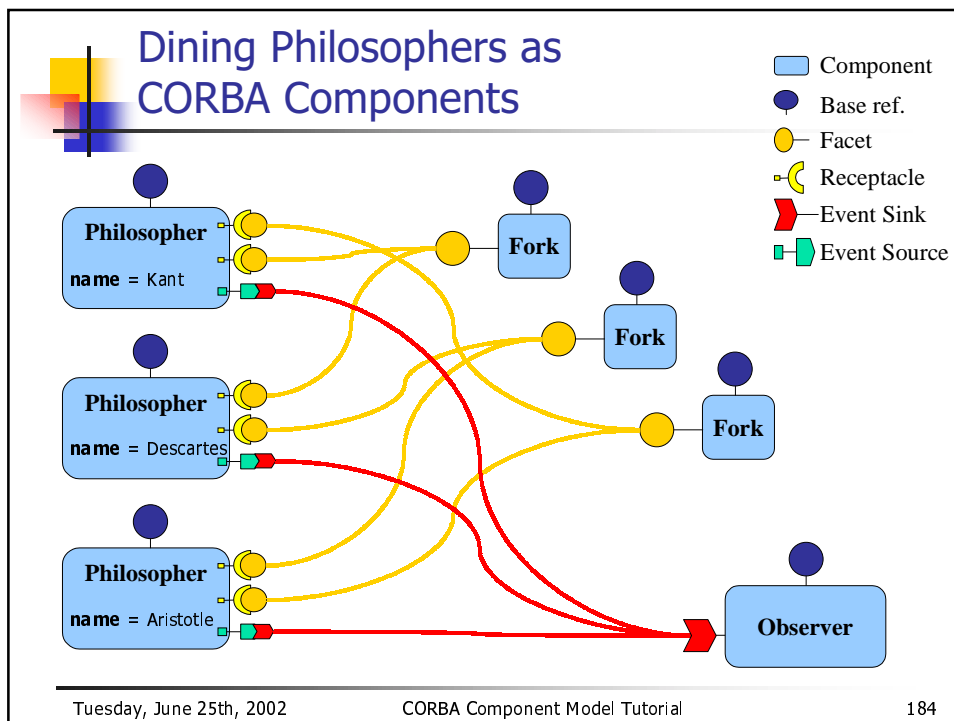 Dining Philosophers as
CORBA Components
Component
Base ref.
Facet
Receptacle
Event Sink
Event Source
Philosopher
name = Kant
Fork
Fork
Philosopher
name = Descartes
Fork
Philosopher
name = Aristotle
Observer
Tuesday, June 25th, 2002
CORBA Component Model Tutorial
184